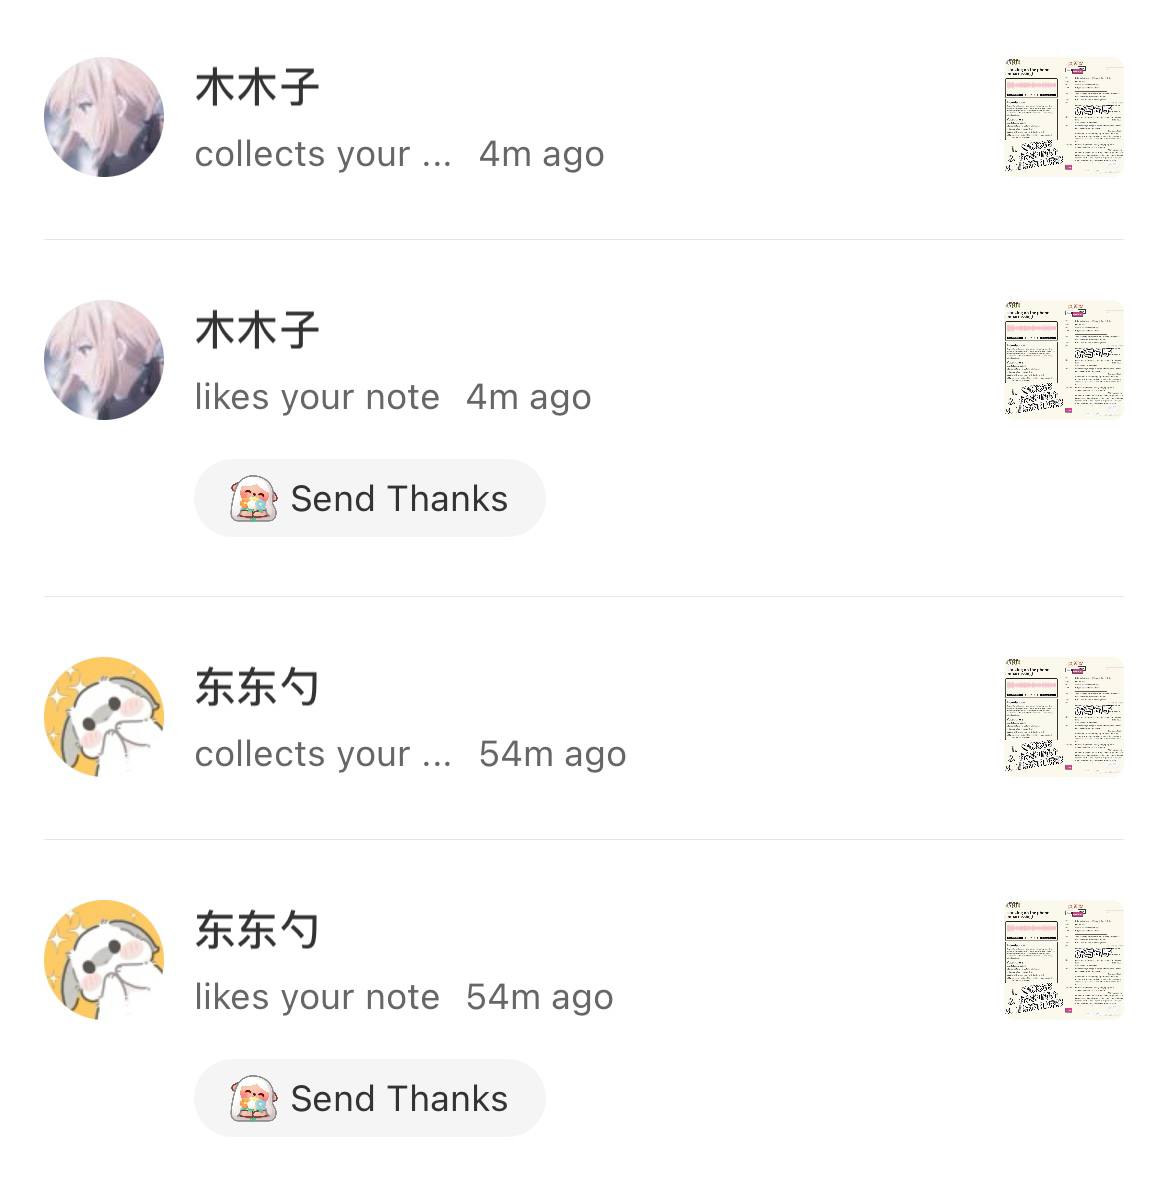 木木子
collects your ... 4m ago
木木子
likes your note 4m ago
Send Thanks
东东勺
collects your ... 54m ago
东东勺
likes your note 54m ago
Send Thanks